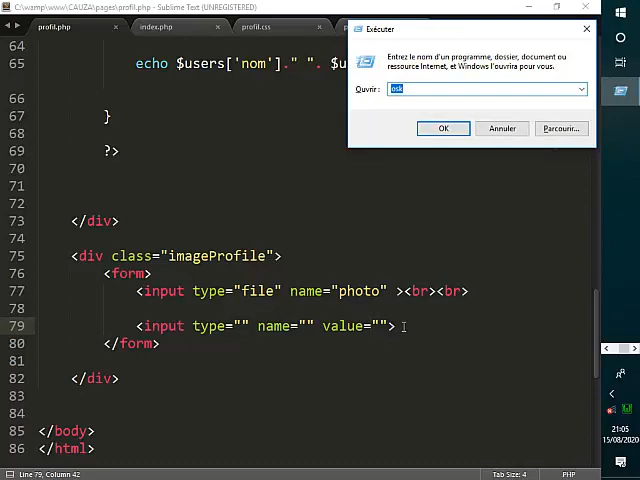 C:\wamp\www\CAUZA\pages\profil.php - Sublime Text (UNREGISTERED)
profil.php
index.php
profil.css
Exécuter
Entrez le nom d'un programme, dossier, document ou
ressource Internet, et Windows l'ouvrira pour vous.
Ouvrir :
osk
OK
Annuler
Parcourir...
64
65 echo $users['nom']." ". $u
66
67 }
68
69 ?>
70
71
72
73 </div>
74
75 <div class="imageProfile">
76 <form>
77 <input type="file" name="photo" ><br><br>
78
79 <input type="" name="" value="">
80 </form>
81
82 </div>
83
84
85 </body>
86 </html>
Line 79, Column 42
Tab Size: 4
PHP
21:05
15/08/2020